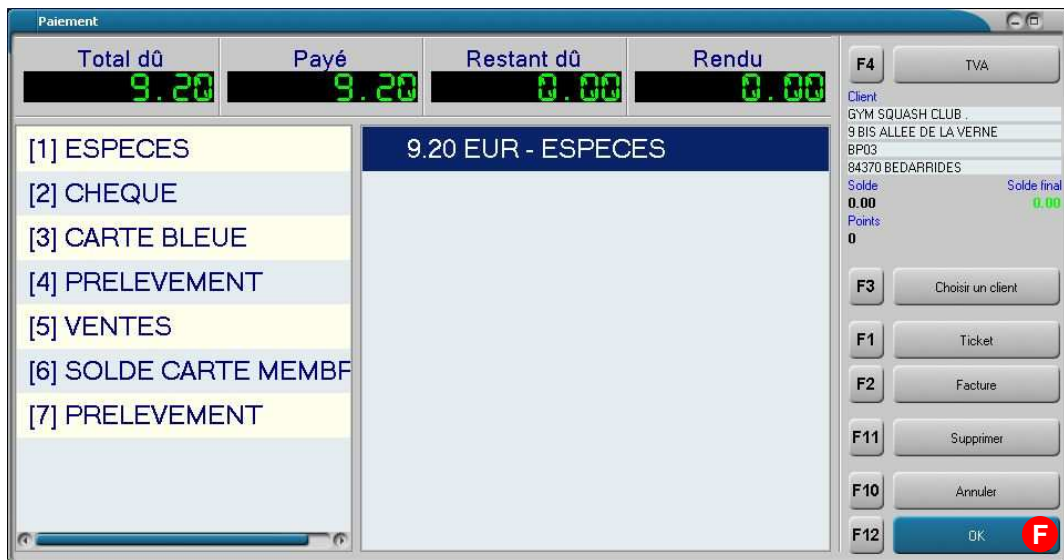 Paiement
Total dû Payé Restant dû Rendu
9.20 9.20 0.00 0.00
[1] ESPECES
[2] CHEQUE
[3] CARTE BLEUE
[4] PRELEVEMENT
[5] VENTES
[6] SOLDE CARTE MEMBF
[7] PRELEVEMENT
9.20 EUR - ESPECES
F4 TVA
Client
GYM SQUASH CLUB .
9 BIS ALLEE DE LA VERNE
BP03
84370 BEDARRIDES
Solde Solde final
0.00 0.00
Points
0
F3 Choisir un client
F1 Ticket
F2 Facture
F11 Supprimer
F10 Annuler
F12 OK F